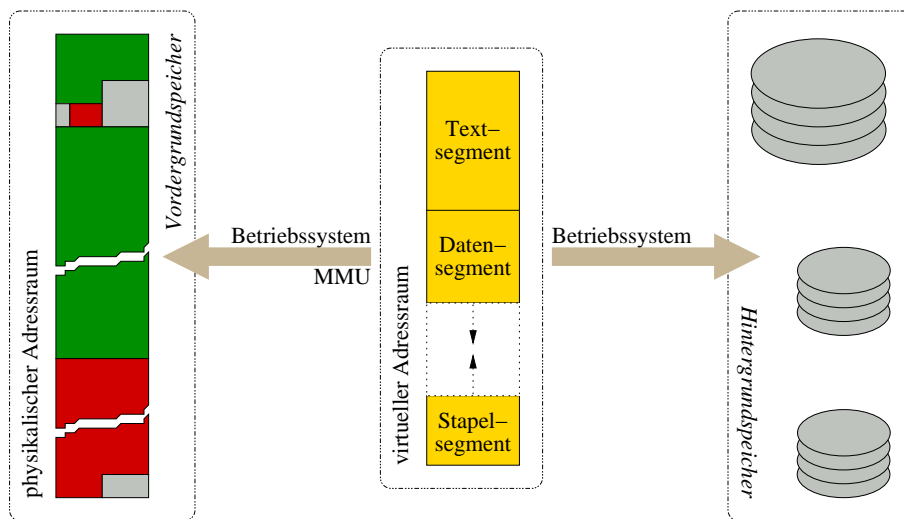 physikalischer Adressraum
Vordergrundspeicher
Betriebssystem
MMU
virtueller Adressraum
Text–
segment
Daten–
segment
Stapel–
segment
Betriebssystem
Hintergrundspeicher